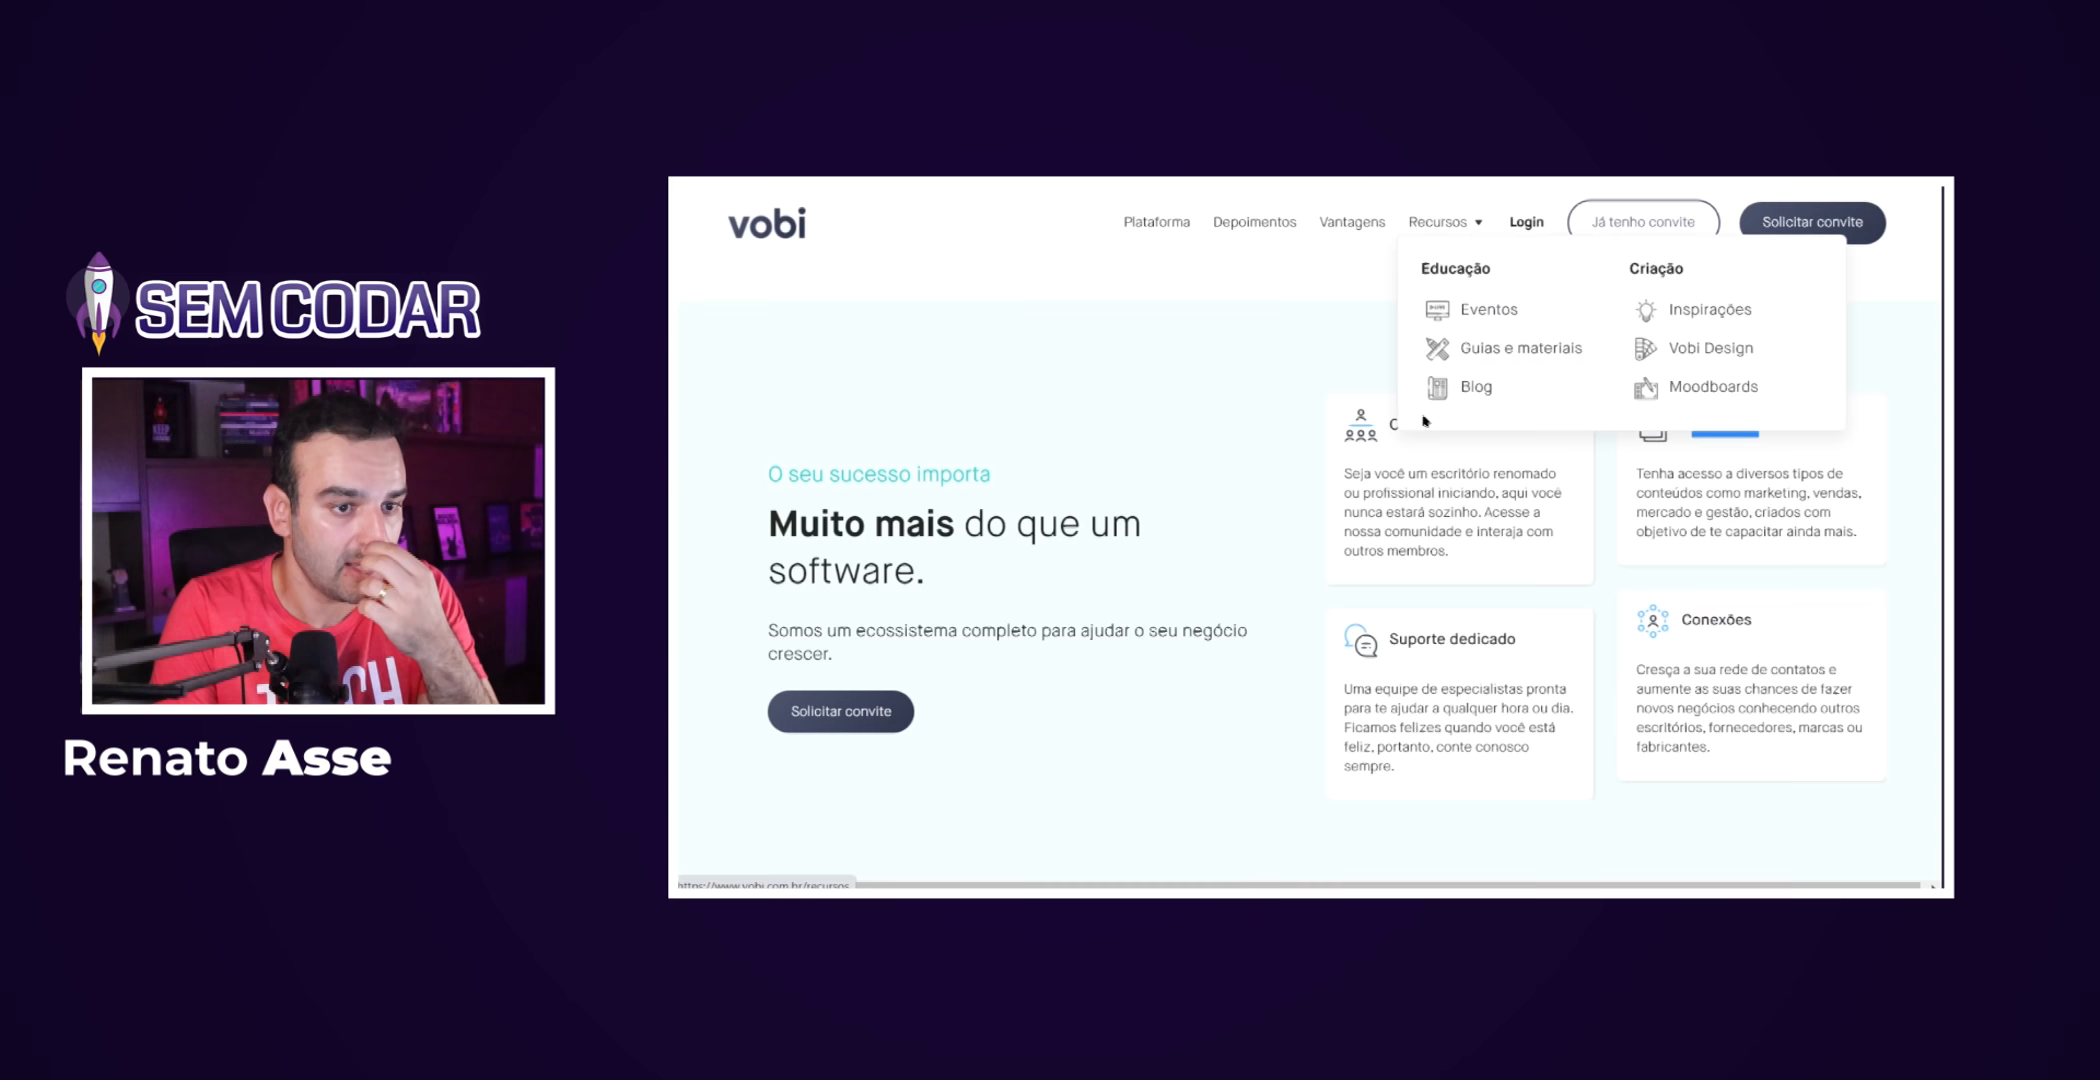 SEM CODAR
Renato Asse
vobi
Plataforma
Depoimentos
Vantagens
Recursos
Login
Já tenho convite
Solicitar convite
Educação
Eventos
Guias e materiais
Blog
Criação
Inspirações
Vobi Design
Moodboards
O seu sucesso importa
Muito mais do que um
software.
Somos um ecossistema completo para ajudar o seu negócio
crescer.
Solicitar convite
C
Seja você um escritório renomado
ou profissional iniciando, aqui você
nunca estará sozinho. Acesse a
nossa comunidade e interaja com
outros membros.
Tenha acesso a diversos tipos de
conteúdos como marketing, vendas,
mercado e gestão, criados com
objetivo de te capacitar ainda mais.
Suporte dedicado
Uma equipe de especialistas pronta
para te ajudar a qualquer hora ou dia.
Ficamos felizes quando você está
feliz, portanto, conte conosco
sempre.
Conexões
Cresça a sua rede de contatos e
aumente as suas chances de fazer
novos negócios conhecendo outros
escritórios, fornecedores, marcas ou
fabricantes.
https://www.vobi.com.br/recursos